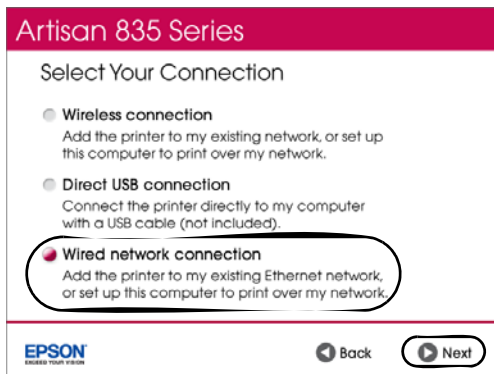 Artisan 835 Series
Select Your Connection
Wireless connection
Add the printer to my existing network, or set up
this computer to print over my network.
Direct USB connection
Connect the printer directly to my computer
with a USB cable (not included).
Wired network connection
Add the printer to my existing Ethernet network,
or set up this computer to print over my network.
EPSON
EXCEED YOUR VISION
Back
Next